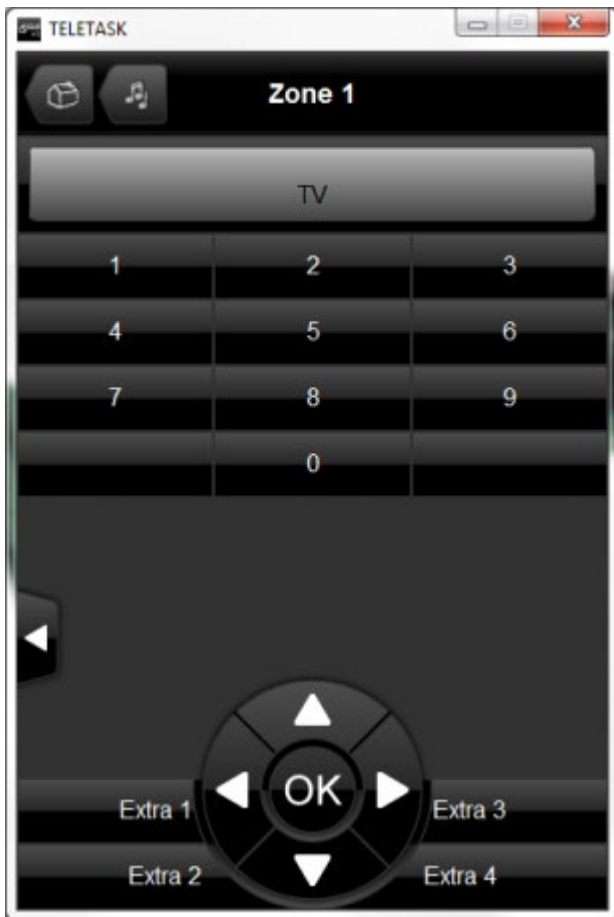 TELETASK
Zone 1
TV
1 2 3
4 5 6
7 8 9
0
OK
Extra 1 Extra 3
Extra 2 Extra 4